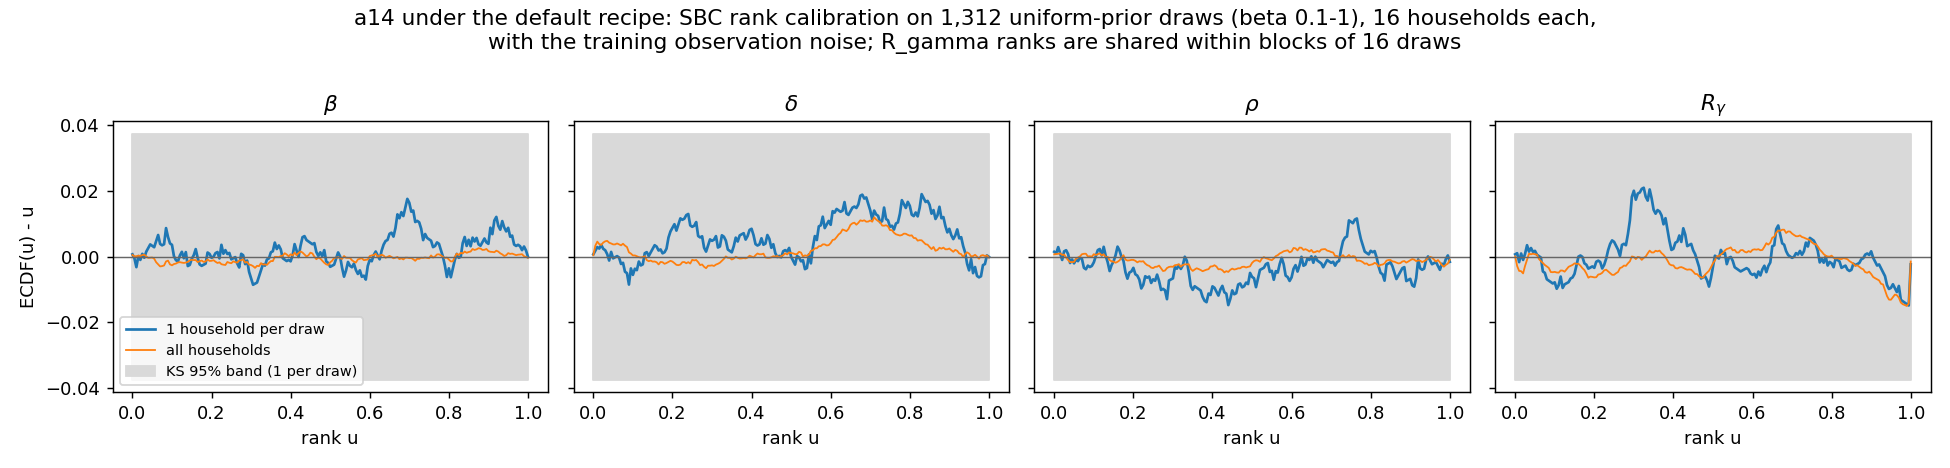 a14 under the default recipe: SBC rank calibration on 1,312 uniform-prior draws (beta 0.1-1), 16 households each,
with the training observation noise; R_gamma ranks are shared within blocks of 16 draws
β
δ
ρ
Rγ
ECDF(u) - u
0.04
0.02
0.00
−0.02
−0.04
1 household per draw
all households
KS 95% band (1 per draw)
0.0 0.2 0.4 0.6 0.8 1.0
0.0 0.2 0.4 0.6 0.8 1.0
0.0 0.2 0.4 0.6 0.8 1.0
0.0 0.2 0.4 0.6 0.8 1.0
rank u
rank u
rank u
rank u